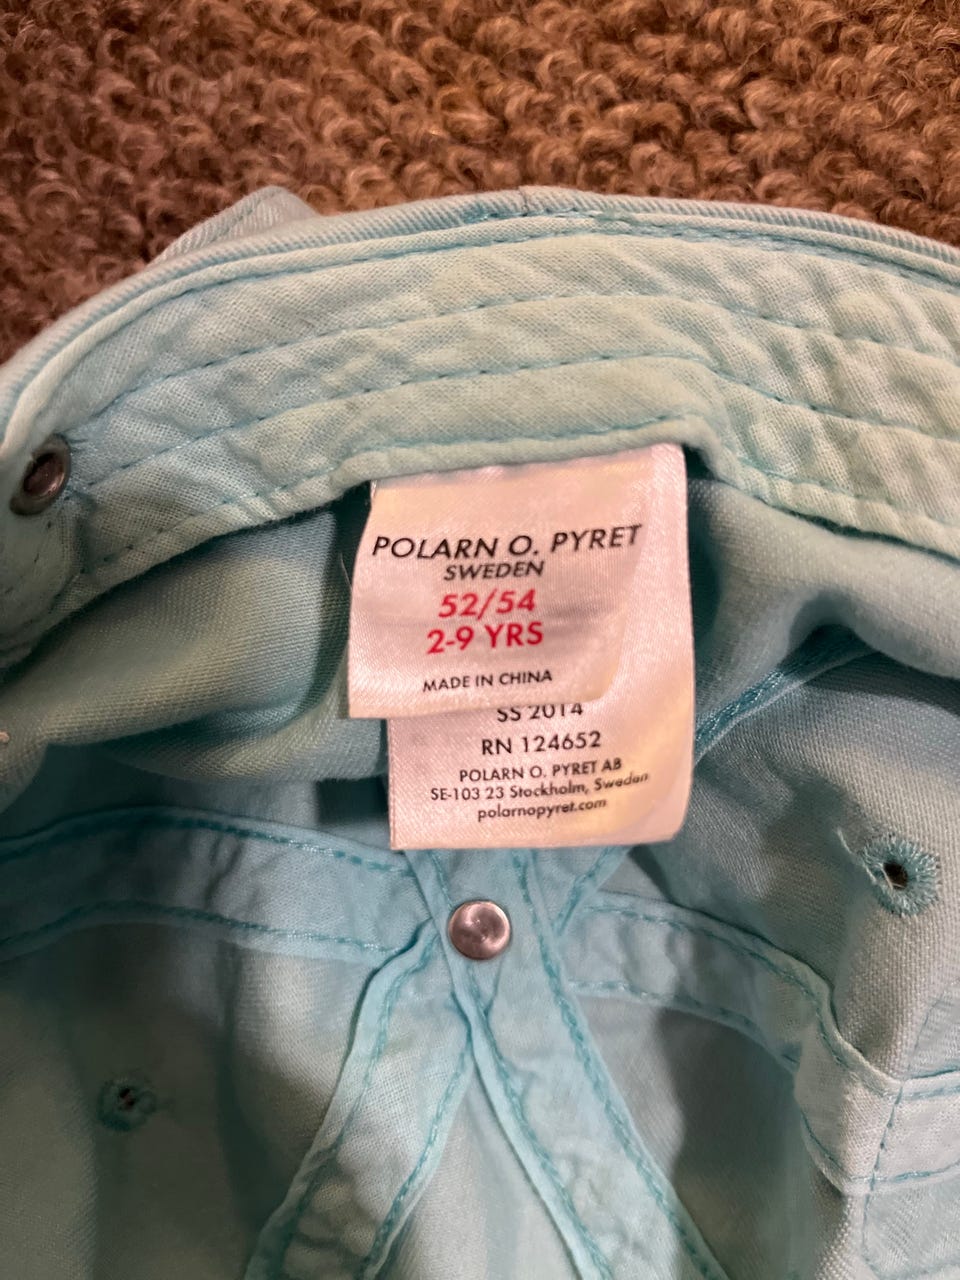 POLARN O. PYRET
SWEDEN
52/54
2-9 YRS
MADE IN CHINA
SS 2014
RN 124652
POLARN O. PYRET AB
SE-103 23 Stockholm, Sweden
polarnopyret.com